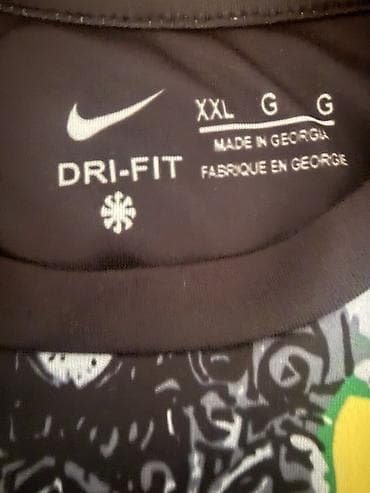 XXL G G
MADE IN GEORGIA
FABRIQUE EN GEORGIE
DRI-FIT